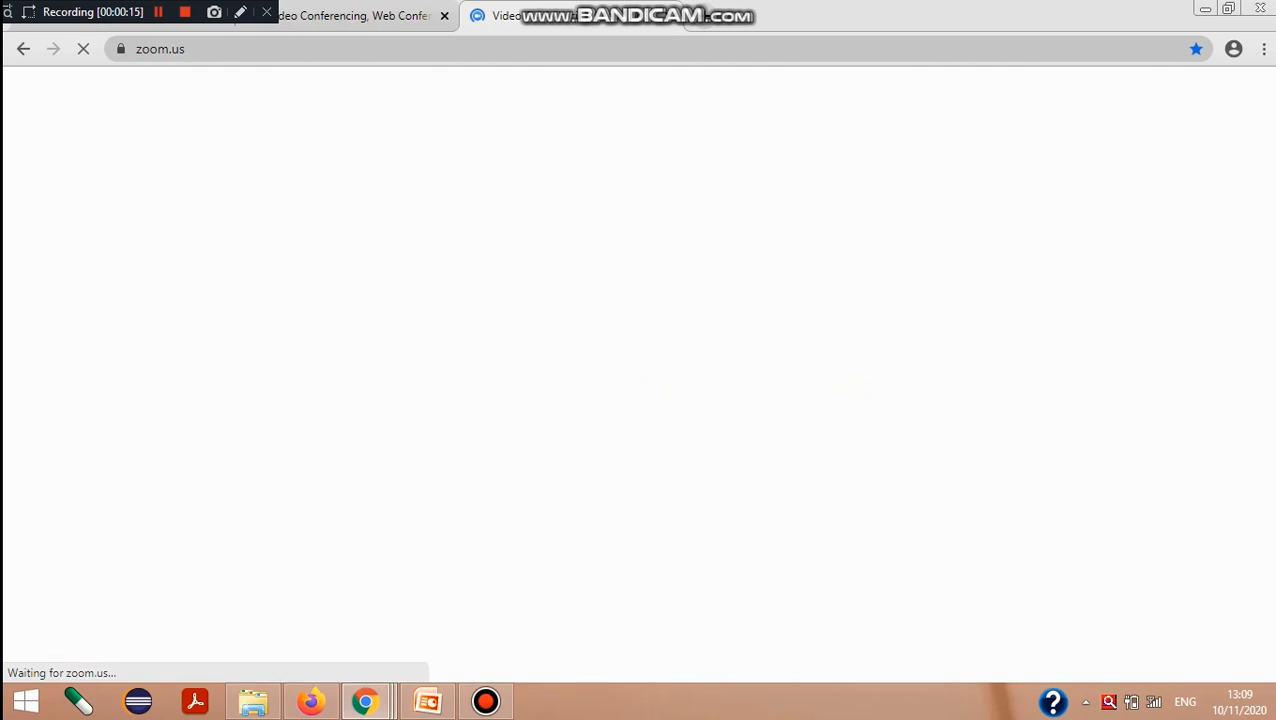 Recording [00:00:15]
deo Conferencing, Web Confe
Video
www.BANDICAM.com
zoom.us
Waiting for zoom.us...
ENG
13:09
10/11/2020